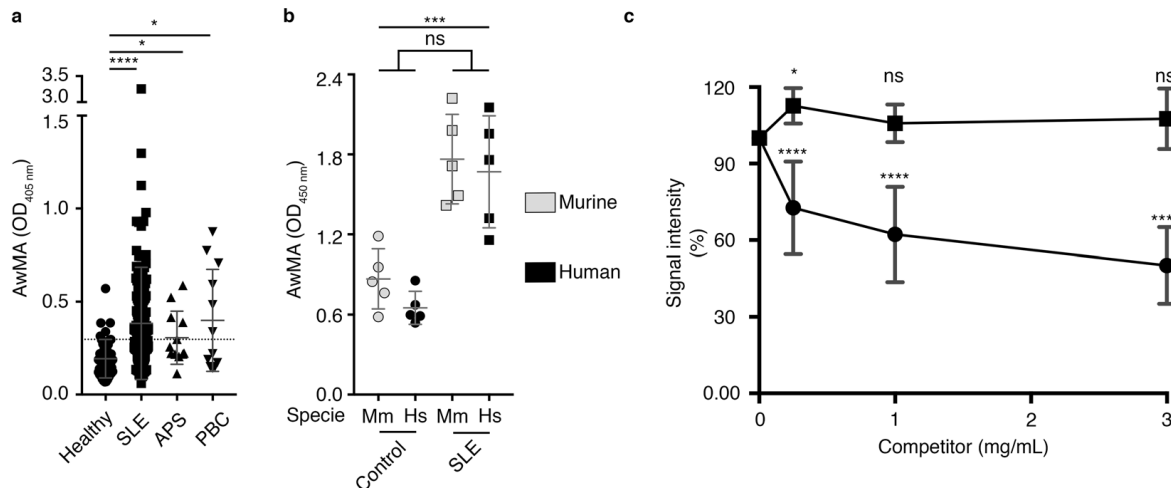 a
*
*
****
3.5
3.0
1.5
1.0
0.5
0.0
AwMA (OD405 nm)
Healthy
SLE
APS
PBC
b
***
ns
2.4
1.8
1.2
0.6
0.0
AwMA (OD450 nm)
Specie Mm Hs Mm Hs
Control
SLE
Murine
Human
c
* ns ns
120
90
60
30
0.00
**** **** ***
Signal intensity
(%)
0 1 2 3
Competitor (mg/mL)